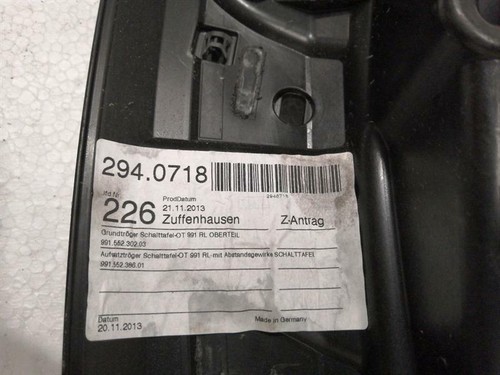 294.0718
2940718
lfd Nr.
226
ProdDatum
21.11.2013
Zuffenhausen
Z-Antrag
Grundträger Schalttafel-OT 991 RL OBERTEIL
991.552.302.03
Aufsatzträger Schalttafel-OT 991 RL-mit Abstandsgewirke SCHALTTAFEL
991.552.386.01
Datum
20.11.2013
Made in Germany